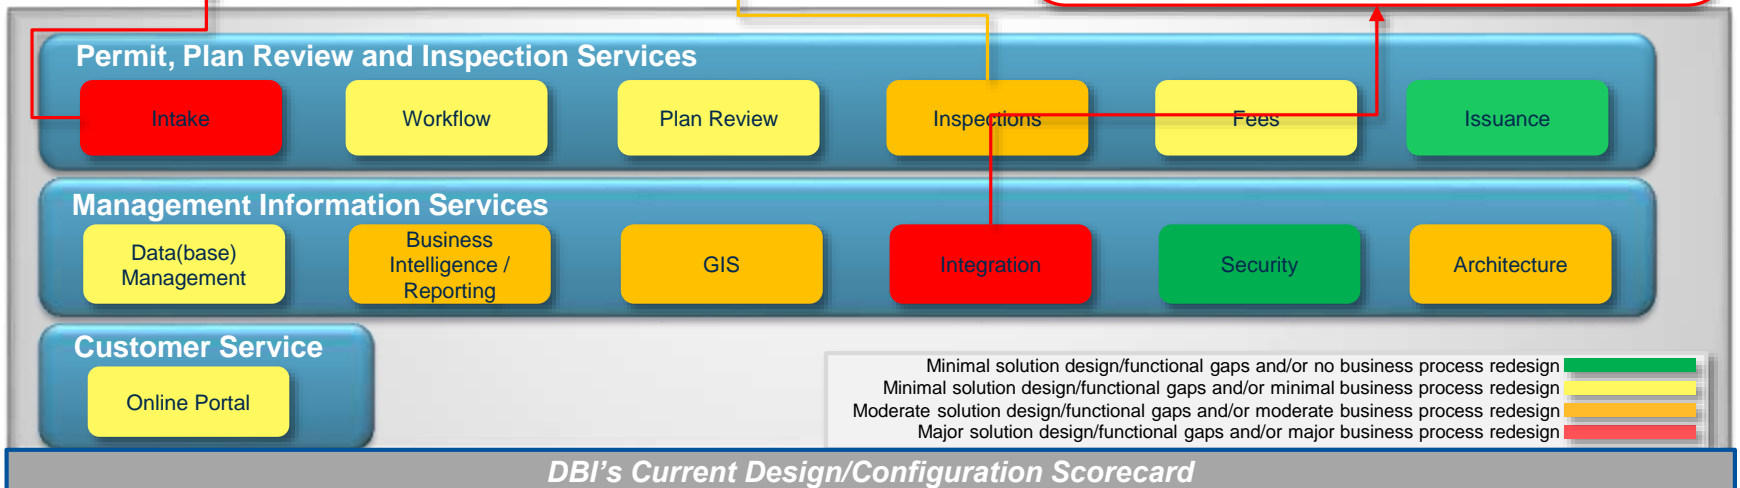 Permit, Plan Review and Inspection Services
Intake
Workflow
Plan Review
Inspections
Fees
Issuance
Management Information Services
Data(base)
Management
Business
Intelligence /
Reporting
GIS
Integration
Security
Architecture
Customer Service
Online Portal
Minimal solution design/functional gaps and/or no business process redesign
Minimal solution design/functional gaps and/or minimal business process redesign
Moderate solution design/functional gaps and/or moderate business process redesign
Major solution design/functional gaps and/or major business process redesign
DBI's Current Design/Configuration Scorecard